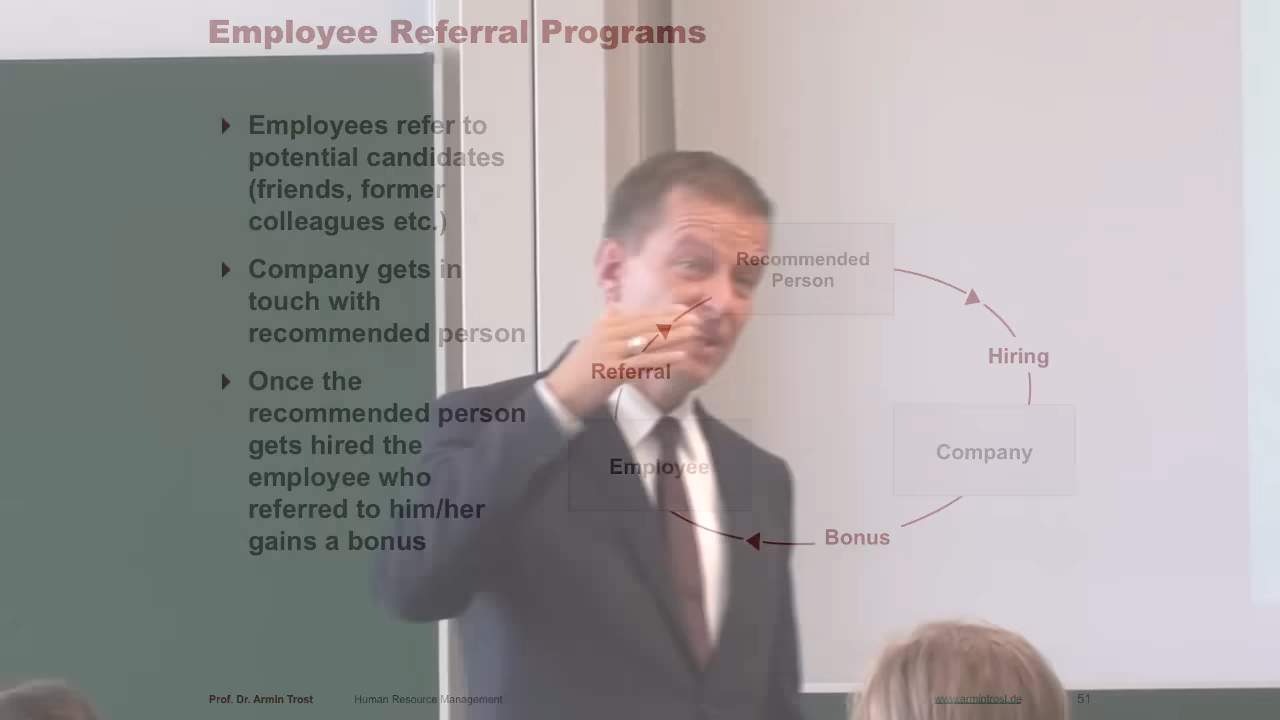 Employee Referral Programs
Employees refer to
potential candidates
(friends, former
colleagues etc.)
Company gets in
touch with
recommended person
Once the
recommended person
gets hired the
employee who
referred to him/her
gains a bonus
Recommended
Person
Hiring
Referral
Company
Employee
Bonus
Prof. Dr. Armin Trost
Human Resource Management
www.armintrost.de
51